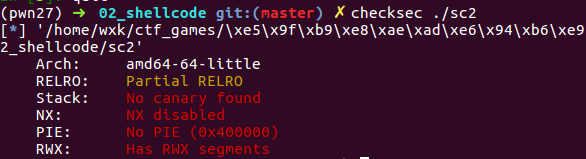 (pwn27) ➜ 02_shellcode git:(master) ✗ checksec ./sc2
[*] '/home/wxk/ctf_games/\xe5\x9f\xb9\xe8\xae\xad\xe6\x94\xb6\xe9
2_shellcode/sc2'
Arch: amd64-64-little
RELRO: Partial RELRO
Stack: No canary found
NX: NX disabled
PIE: No PIE (0x400000)
RWX: Has RWX segments